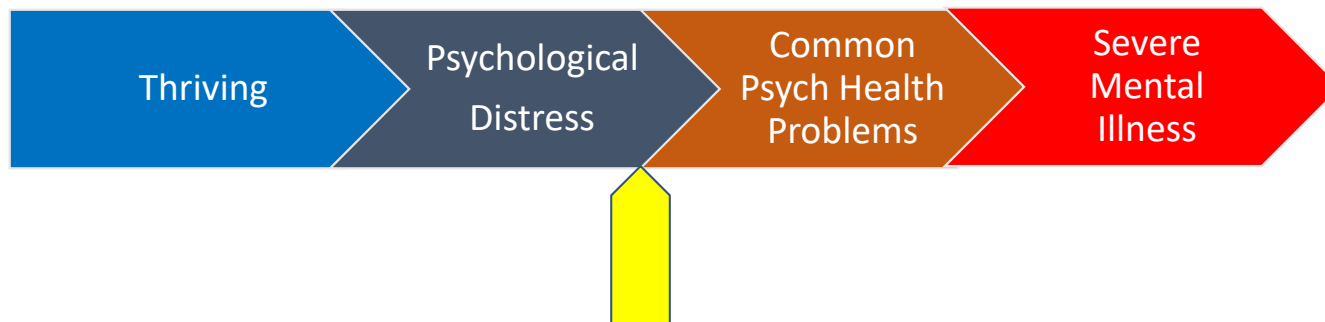 Thriving
Psychological
Distress
Common
Psych Health
Problems
Severe
Mental
Illness